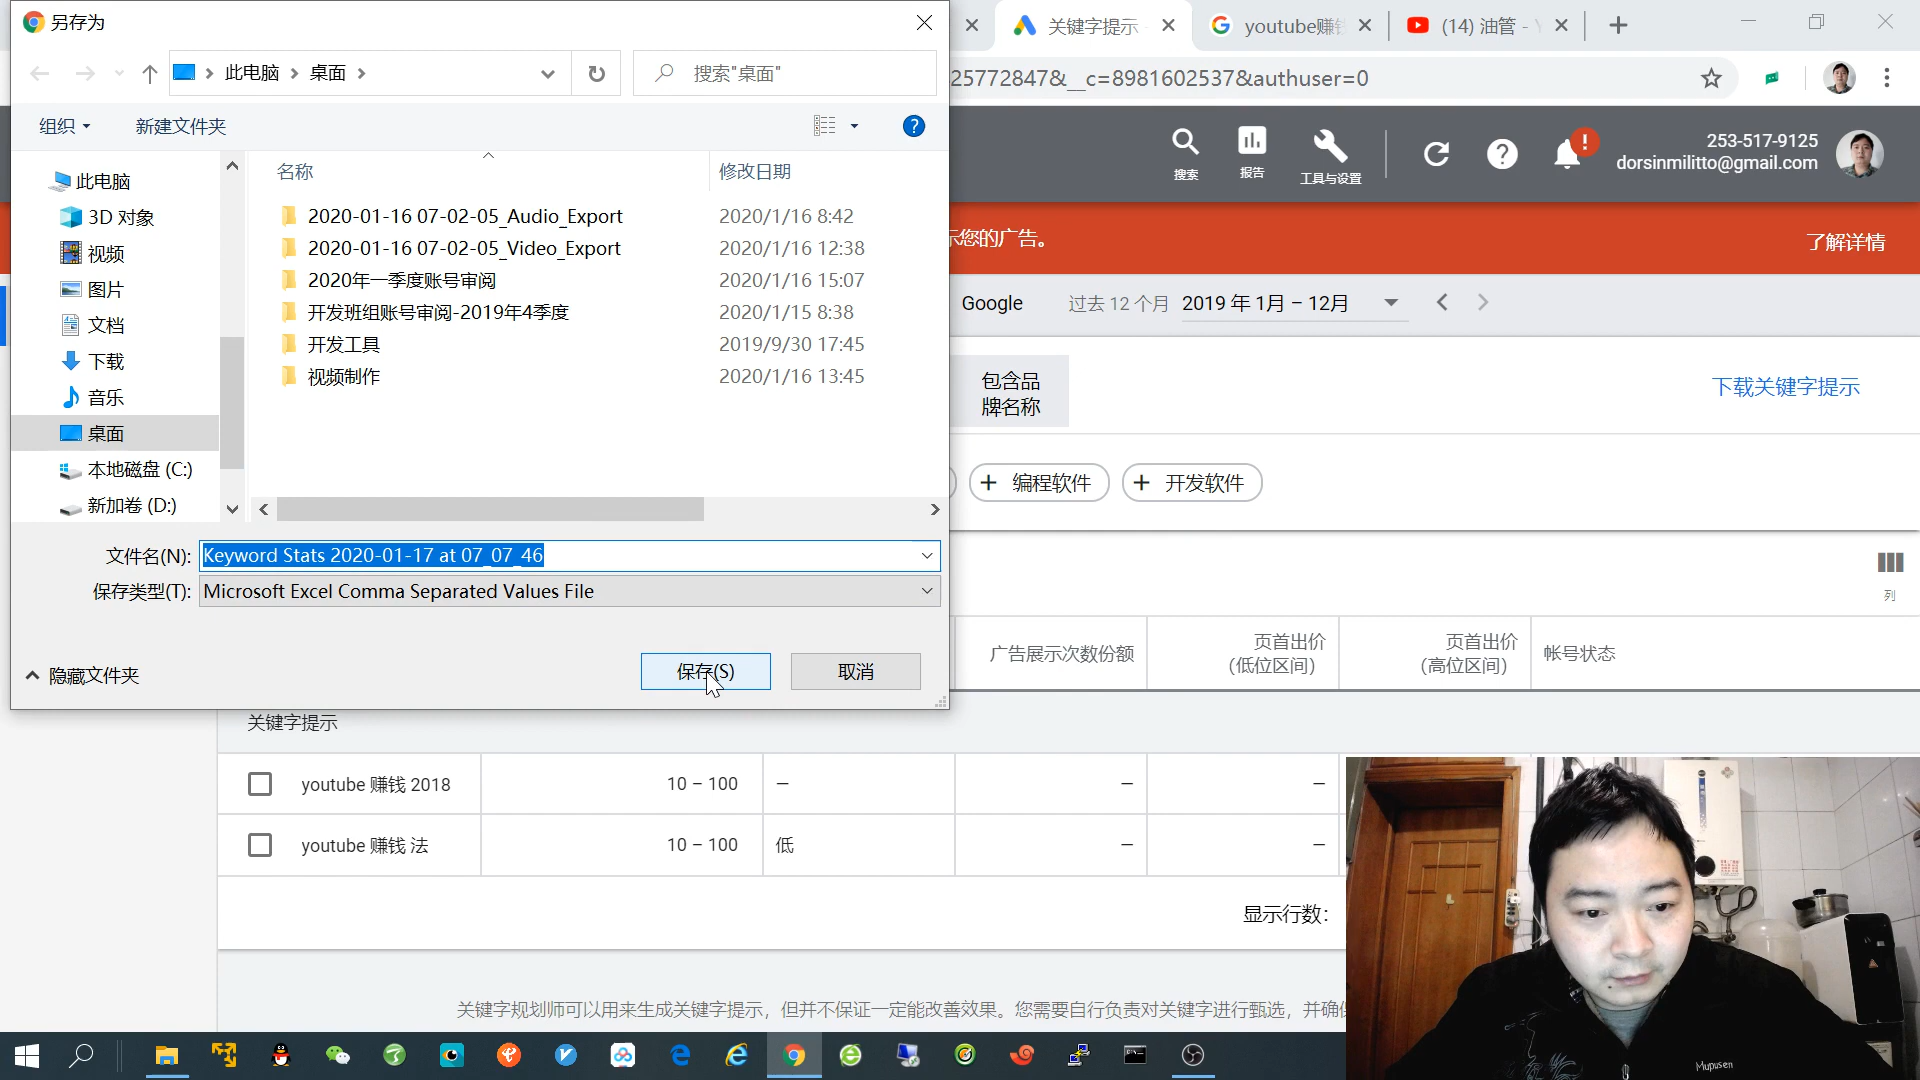 另存为
关键字提示 -
youtube赚钱
(14) 油管 - Y
此电脑
桌面
搜索"桌面"
25772847&__c=8981602537&authuser=0
组织
新建文件夹
搜索
报告
工具与设置
253-517-9125
dorsinmilitto@gmail.com
名称
修改日期
此电脑
3D 对象
视频
图片
文档
下载
音乐
桌面
本地磁盘 (C:)
新加卷 (D:)
2020-01-16 07-02-05_Audio_Export
2020/1/16 8:42
2020-01-16 07-02-05_Video_Export
2020/1/16 12:38
2020年一季度账号审阅
2020/1/16 15:07
开发班组账号审阅-2019年4季度
2020/1/15 8:38
开发工具
2019/9/30 17:45
视频制作
2020/1/16 13:45
示您的广告。
了解详情
Google
过去 12 个月
2019 年 1月 – 12月
包含品
牌名称
下载关键字提示
+ 编程软件
+ 开发软件
文件名(N):
Keyword Stats 2020-01-17 at 07_07_46
保存类型(T):
Microsoft Excel Comma Separated Values File
列
隐藏文件夹
保存(S)
取消
广告展示次数份额
页首出价
(低位区间)
页首出价
(高位区间)
帐号状态
关键字提示
youtube 赚钱 2018
10 – 100
–
–
–
youtube 赚钱 法
10 – 100
低
–
–
显示行数:
关键字规划师可以用来生成关键字提示，但并不保证一定能改善效果。您需要自行负责对关键字进行甄选，并确保
Mupusen